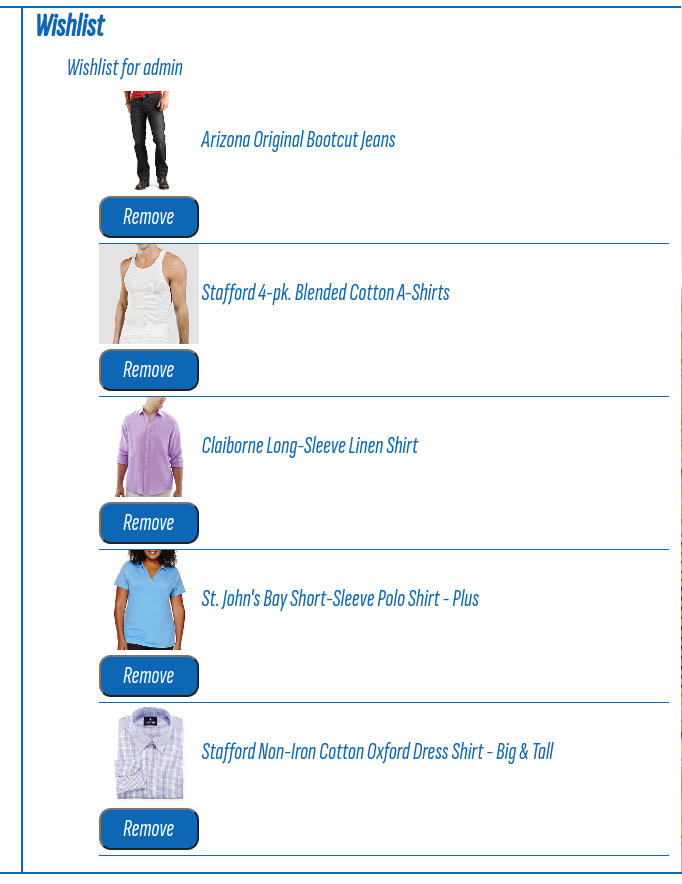 Wishlist
Wishlist for admin
Arizona Original Bootcut Jeans
Remove
Stafford 4-pk. Blended Cotton A-Shirts
Remove
Claiborne Long-Sleeve Linen Shirt
Remove
St. John's Bay Short-Sleeve Polo Shirt - Plus
Remove
Stafford Non-Iron Cotton Oxford Dress Shirt - Big & Tall
Remove